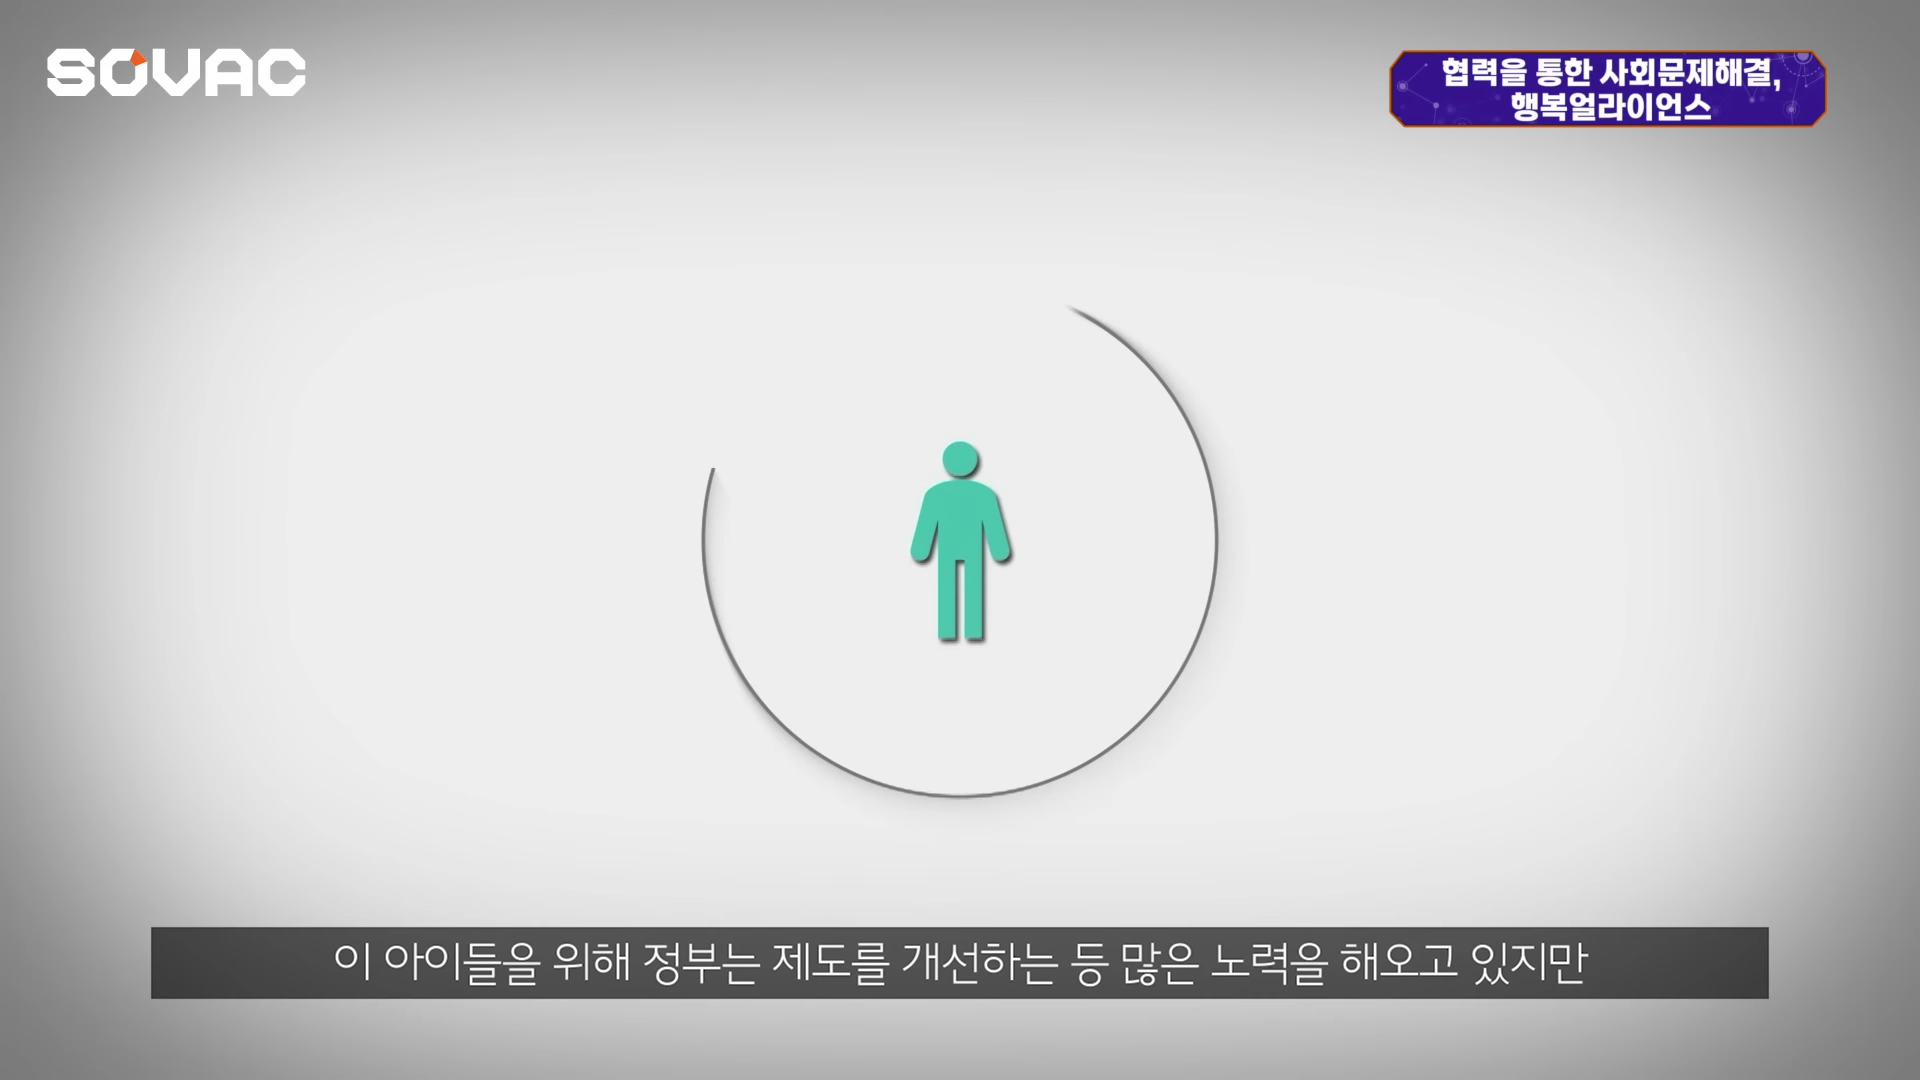 SOVAC
협력을 통한 사회문제해결,
행복얼라이언스
이 아이들을 위해 정부는 제도를 개선하는 등 많은 노력을 해오고 있지만